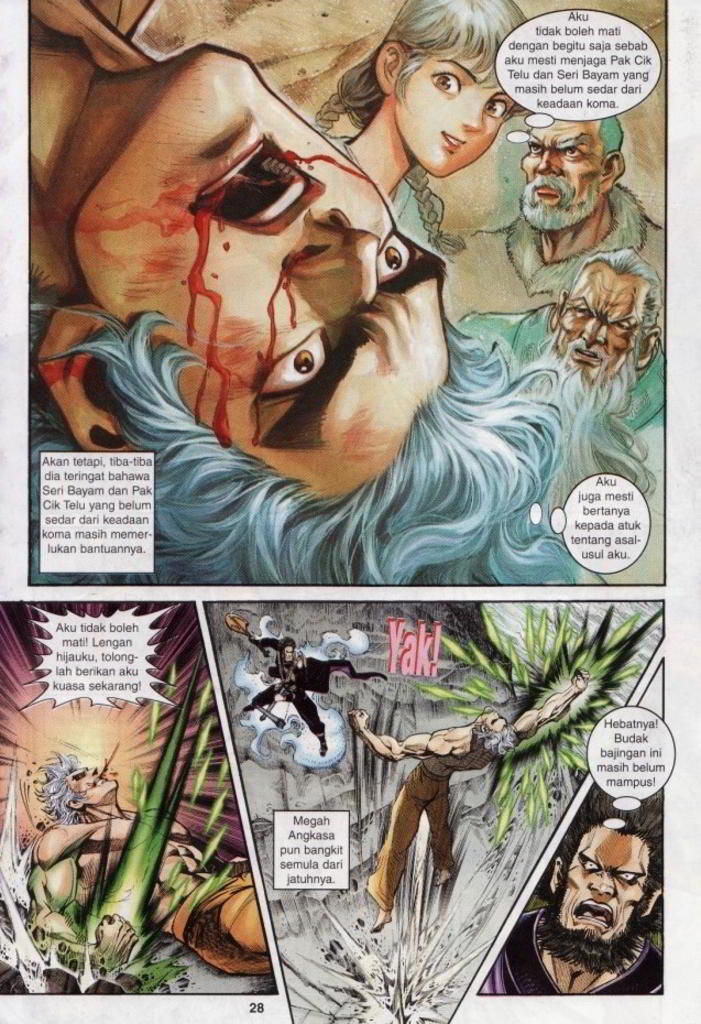 Aku
tidak boleh mati
dengan begitu saja sebab
aku mesti menjaga Pak Cik
Telu dan Seri Bayam yang
masih belum sedar dari
keadaan koma.
Akan tetapi, tiba-tiba
dia teringat bahawa
Seri Bayam dan Pak
Cik Telu yang belum
sedar dari keadaan
koma masih memer-
lukan bantuannya.
Aku
juga mesti
bertanya
kepada atuk
tentang asal-
usul aku.
Aku tidak boleh
mati! Lengan
hijauku, tolong-
lah berikan aku
kuasa sekarang!
Yak!
Megah
Angkasa
pun bangkit
semula dari
jatuhnya.
Hebatnya!
Budak
bajingan ini
masih belum
mampus!
28